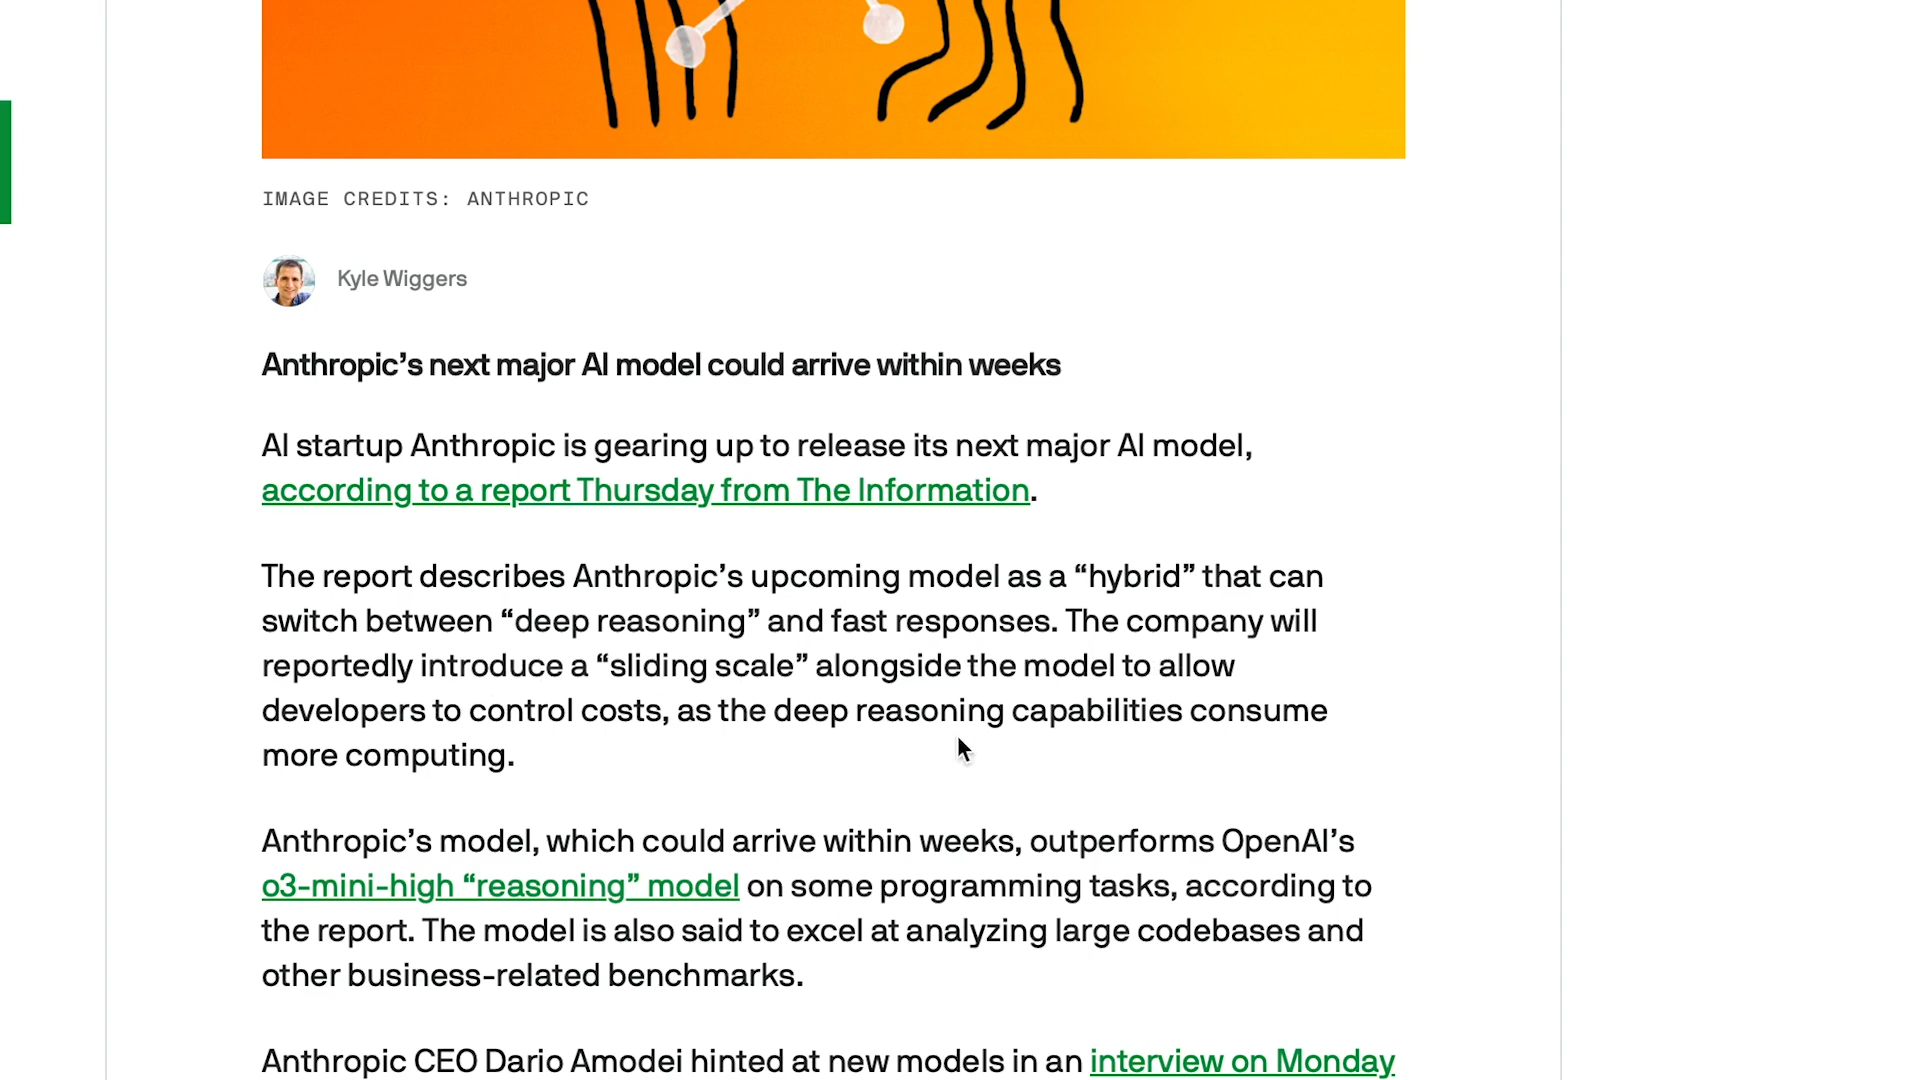 IMAGE CREDITS: ANTHROPIC
Kyle Wiggers
Anthropic’s next major AI model could arrive within weeks
AI startup Anthropic is gearing up to release its next major AI model,
according to a report Thursday from The Information.
The report describes Anthropic’s upcoming model as a “hybrid” that can
switch between “deep reasoning” and fast responses. The company will
reportedly introduce a “sliding scale” alongside the model to allow
developers to control costs, as the deep reasoning capabilities consume
more computing.
Anthropic’s model, which could arrive within weeks, outperforms OpenAI’s
o3-mini-high “reasoning” model on some programming tasks, according to
the report. The model is also said to excel at analyzing large codebases and
other business-related benchmarks.
Anthropic CEO Dario Amodei hinted at new models in an interview on Monday